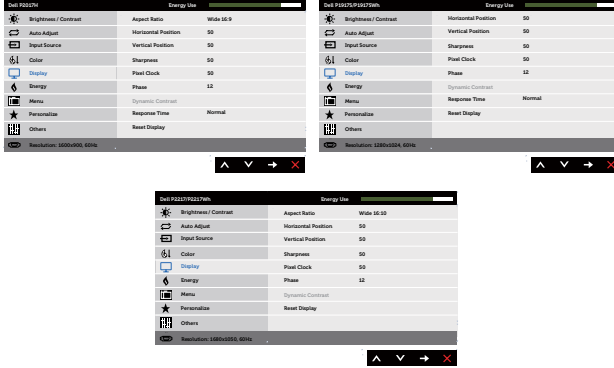 Dell P2017H Energy Use
Brightness / Contrast Aspect Ratio Wide 16:9
Auto Adjust Horizontal Position 50
Input Source Vertical Position 50
Color Sharpness 50
Display Pixel Clock 50
Energy Phase 12
Menu Dynamic Contrast
Personalize Response Time Normal
Others Reset Display
Resolution: 1600x900, 60Hz
Dell P1917S/P1917SWh Energy Use
Brightness / Contrast Horizontal Position 50
Auto Adjust Vertical Position 50
Input Source Sharpness 50
Color Pixel Clock 50
Display Phase 12
Energy Dynamic Contrast
Menu Response Time Normal
Personalize Reset Display
Others
Resolution: 1280x1024, 60Hz
Dell P2217/P2217Wh Energy Use
Brightness / Contrast Aspect Ratio Wide 16:10
Auto Adjust Horizontal Position 50
Input Source Vertical Position 50
Color Sharpness 50
Display Pixel Clock 50
Energy Phase 12
Menu Dynamic Contrast
Personalize Reset Display
Others
Resolution: 1680x1050, 60Hz